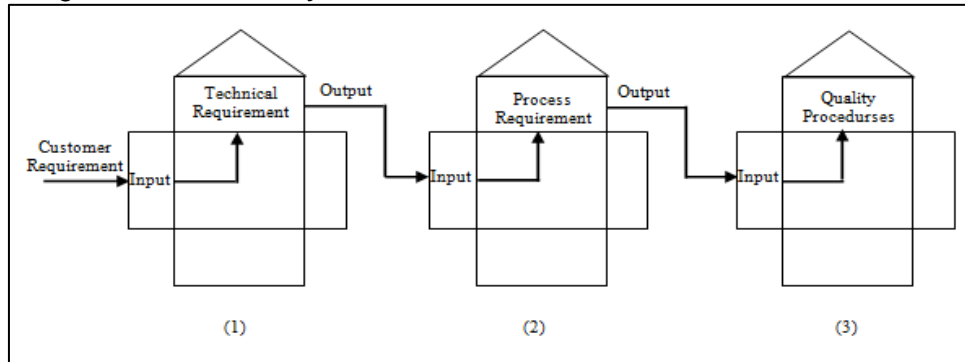 Technical
Requirement
Output
Process
Requirement
Output
Quality
Procedurses
Customer
Requirement
Input
Input
Input
(1)
(2)
(3)